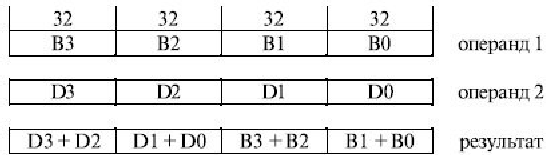 32 32 32 32
B3 B2 B1 B0 операнд 1
D3 D2 D1 D0 операнд 2
D3 + D2 D1 + D0 B3 + B2 B1 + B0 результат